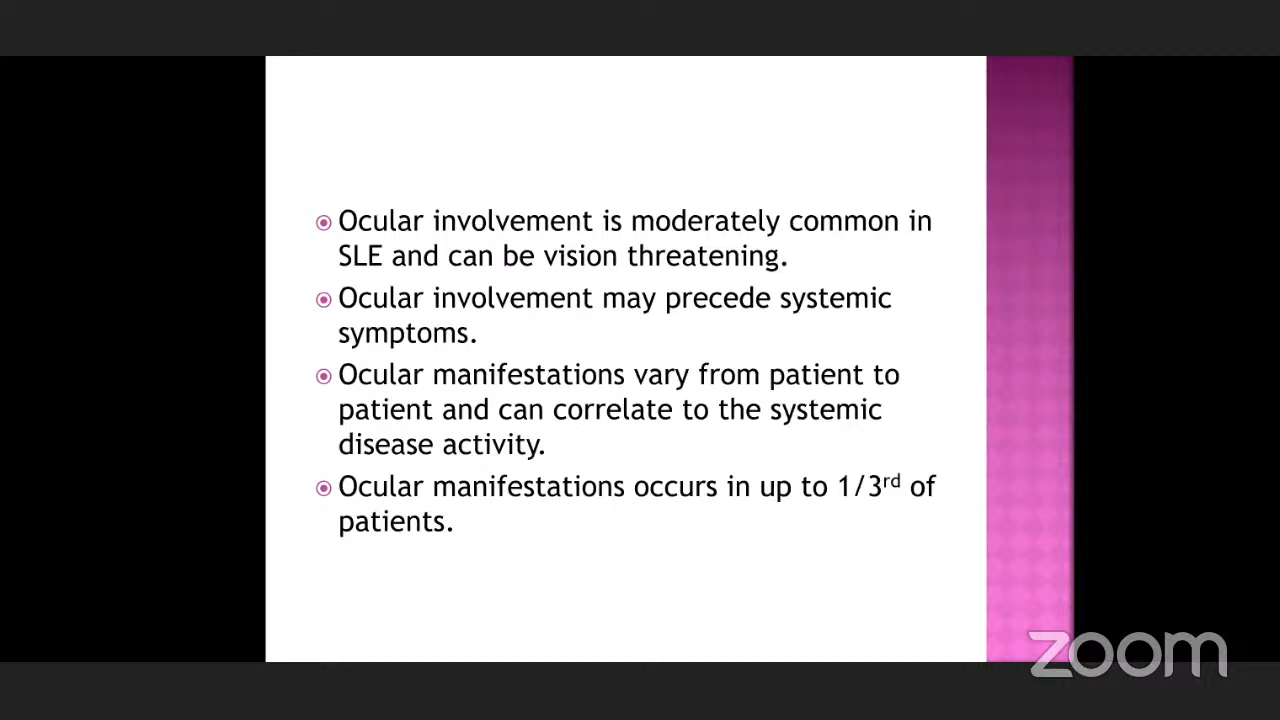 Ocular involvement is moderately common in
SLE and can be vision threatening.
Ocular involvement may precede systemic
symptoms.
Ocular manifestations vary from patient to
patient and can correlate to the systemic
disease activity.
Ocular manifestations occurs in up to 1/3rd of
patients.
zoom